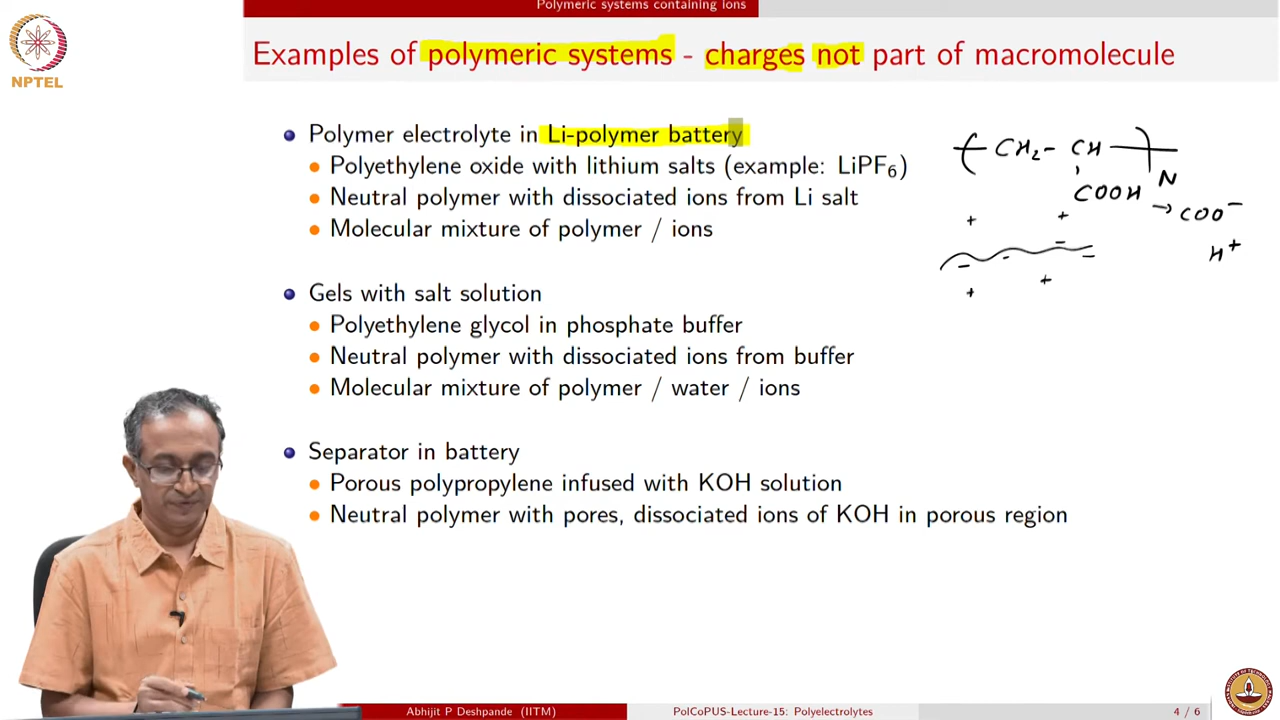 Polymeric systems containing ions
NPTEL
Examples of polymeric systems - charges not part of macromolecule
Polymer electrolyte in Li-polymer battery
Polyethylene oxide with lithium salts (example: LiPF₆)
Neutral polymer with dissociated ions from Li salt
Molecular mixture of polymer / ions
( CH₂ - CH ) N
COOH → COO⁻
H⁺
+ +
− - − −
+ +
Gels with salt solution
Polyethylene glycol in phosphate buffer
Neutral polymer with dissociated ions from buffer
Molecular mixture of polymer / water / ions
Separator in battery
Porous polypropylene infused with KOH solution
Neutral polymer with pores, dissociated ions of KOH in porous region
Abhijit P Deshpande (IITM) PolCoPUS-Lecture-15: Polyelectrolytes 4 / 6